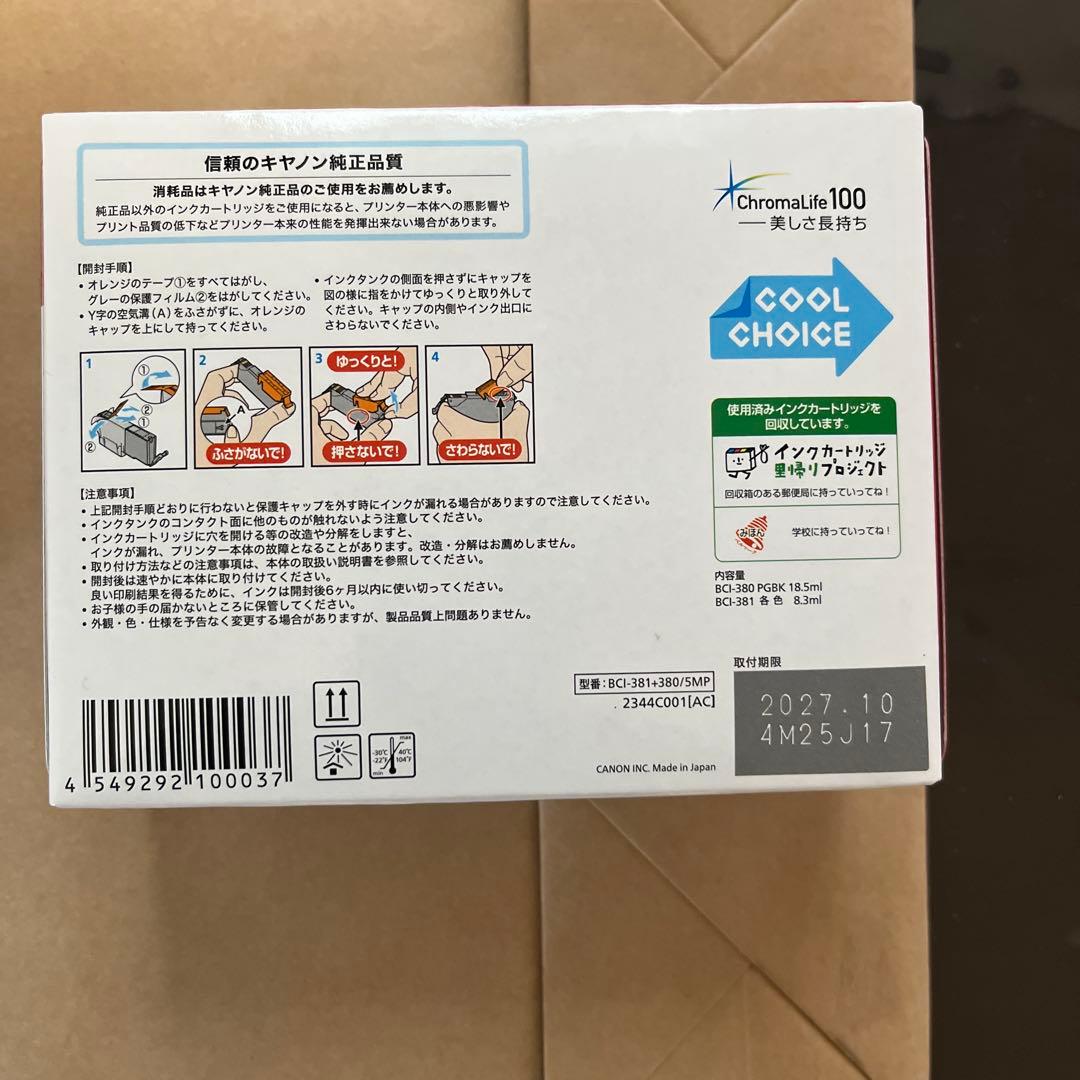 信頼のキヤノン純正品質
消耗品はキヤノン純正品のご使用をお薦めします。
純正品以外のインクカートリッジをご使用になると、プリンター本体への悪影響や
プリント品質の低下などプリンター本来の性能を発揮出来ない場合があります。
ChromaLife100
美しさ長持ち
【開封手順】
・オレンジのテープ①をすべてはがし、
グレーの保護フィルム②をはがしてください。
・Y字の空気溝(A)をふさがずに、オレンジの
キャップを上にして持ってください。
・インクタンクの側面を押さずにキャップを
図の様に指をかけてゆっくりと取り外して
ください。キャップの内側やインク出口に
さわらないでください。
COOL
CHOICE
1
①
②
①
②
2
A
ふさがないで!
3
ゆっくりと!
押さないで!
4
さわらないで!
使用済みインクカートリッジを
回収しています。
インクカートリッジ
里帰りプロジェクト
回収箱のある郵便局に持っていってね!
みほん
ベルマーク
学校に持っていってね!
【注意事項】
・上記開封手順どおりに行わないと保護キャップを外す時にインクが漏れる場合がありますので注意してください。
・インクタンクのコンタクト面に他のものが触れないよう注意してください。
・インクカートリッジに穴を開ける等の改造や分解をしますと、
インクが漏れ、プリンター本体の故障となることがあります。改造・分解はお薦めしません。
・取り付け方法などの注意事項は、本体の取扱い説明書を参照してください。
・開封後は速やかに本体に取り付けてください。
良い印刷結果を得るために、インクは開封後6ヶ月以内に使い切ってください。
・お子様の手の届かないところに保管してください。
・外観・色・仕様を予告なく変更する場合がありますが、製品品質上問題ありません。
内容量
BCI-380 PGBK 18.5ml
BCI-381 各色 8.3ml
取付期限
2027.10
4M25J17
型番:BCI-381+380/5MP
2344C001[AC]
CANON INC. Made in Japan
-30℃
-22°F
min
max
40℃
104°F
4 549292 100037